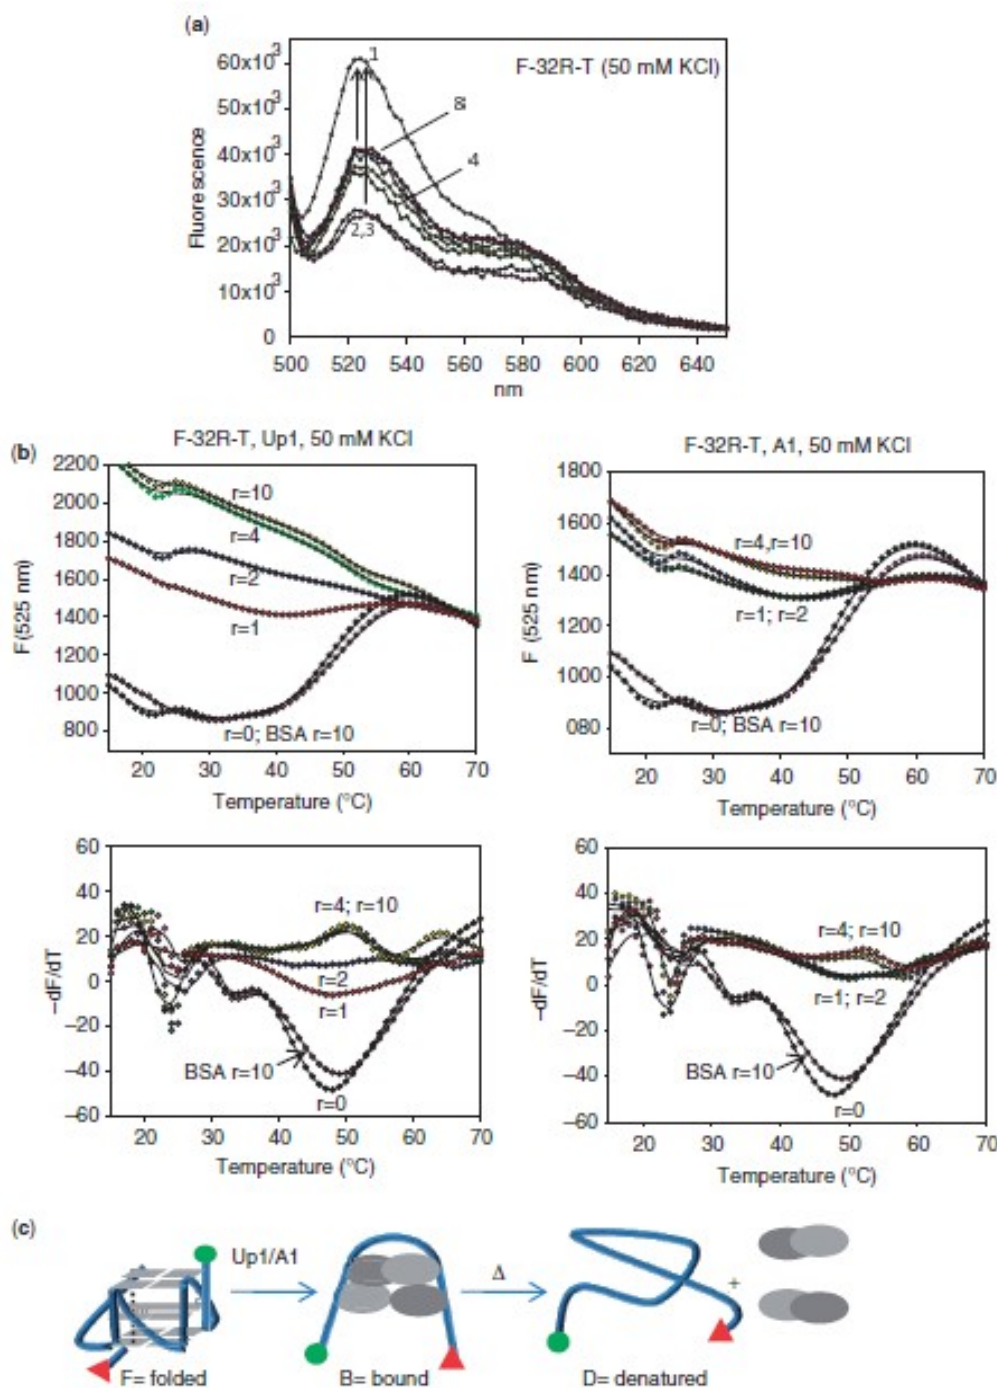 (a)
F-32R-T (50 mM KCl)
Fluorescence
60x10³
50x10³
40x10³
30x10³
20x10³
10x10³
0
1
8
4
2,3
500 520 540 560 580 600 620 640
nm
(b)
F-32R-T, Up1, 50 mM KCl
F(525 nm)
2200
2000
1800
1600
1400
1200
1000
800
r=10
r=4
r=2
r=1
r=0; BSA r=10
20 30 40 50 60 70
Temperature (°C)
F-32R-T, A1, 50 mM KCl
F (525 nm)
1800
1600
1400
1200
1000
080
r=4,r=10
r=1; r=2
r=0; BSA r=10
20 30 40 50 60 70
Temperature (°C)
–dF/dT
60
40
20
0
–20
–40
–60
r=4; r=10
r=2
r=1
BSA r=10
r=0
20 30 40 50 60 70
Temperature (°C)
–dF/dT
60
40
20
0
–20
–40
–60
r=4; r=10
r=1; r=2
BSA r=10
r=0
20 30 40 50 60 70
Temperature (°C)
(c)
Up1/A1
Δ
+
F= folded
B= bound
D= denatured